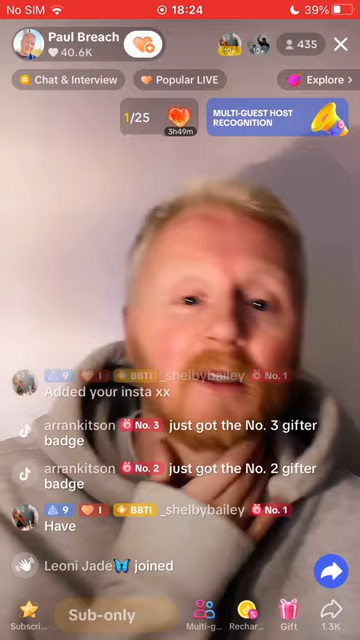 No SIM 18:24 39%
Paul Breach
40.6K
435
Chat & Interview Popular LIVE Explore >
1/25 3h49m
MULTI-GUEST HOST
RECOGNITION
9 I BBTI _shelbybailey No. 1
Added your insta xx
arrankitson No. 3 just got the No. 3 gifter
badge
arrankitson No. 2 just got the No. 2 gifter
badge
9 I BBTI _shelbybailey No. 1
Have
Leoni Jade🦋 joined
Sub-only
Subscri... Multi-g... Rechar... Gift 1.3K